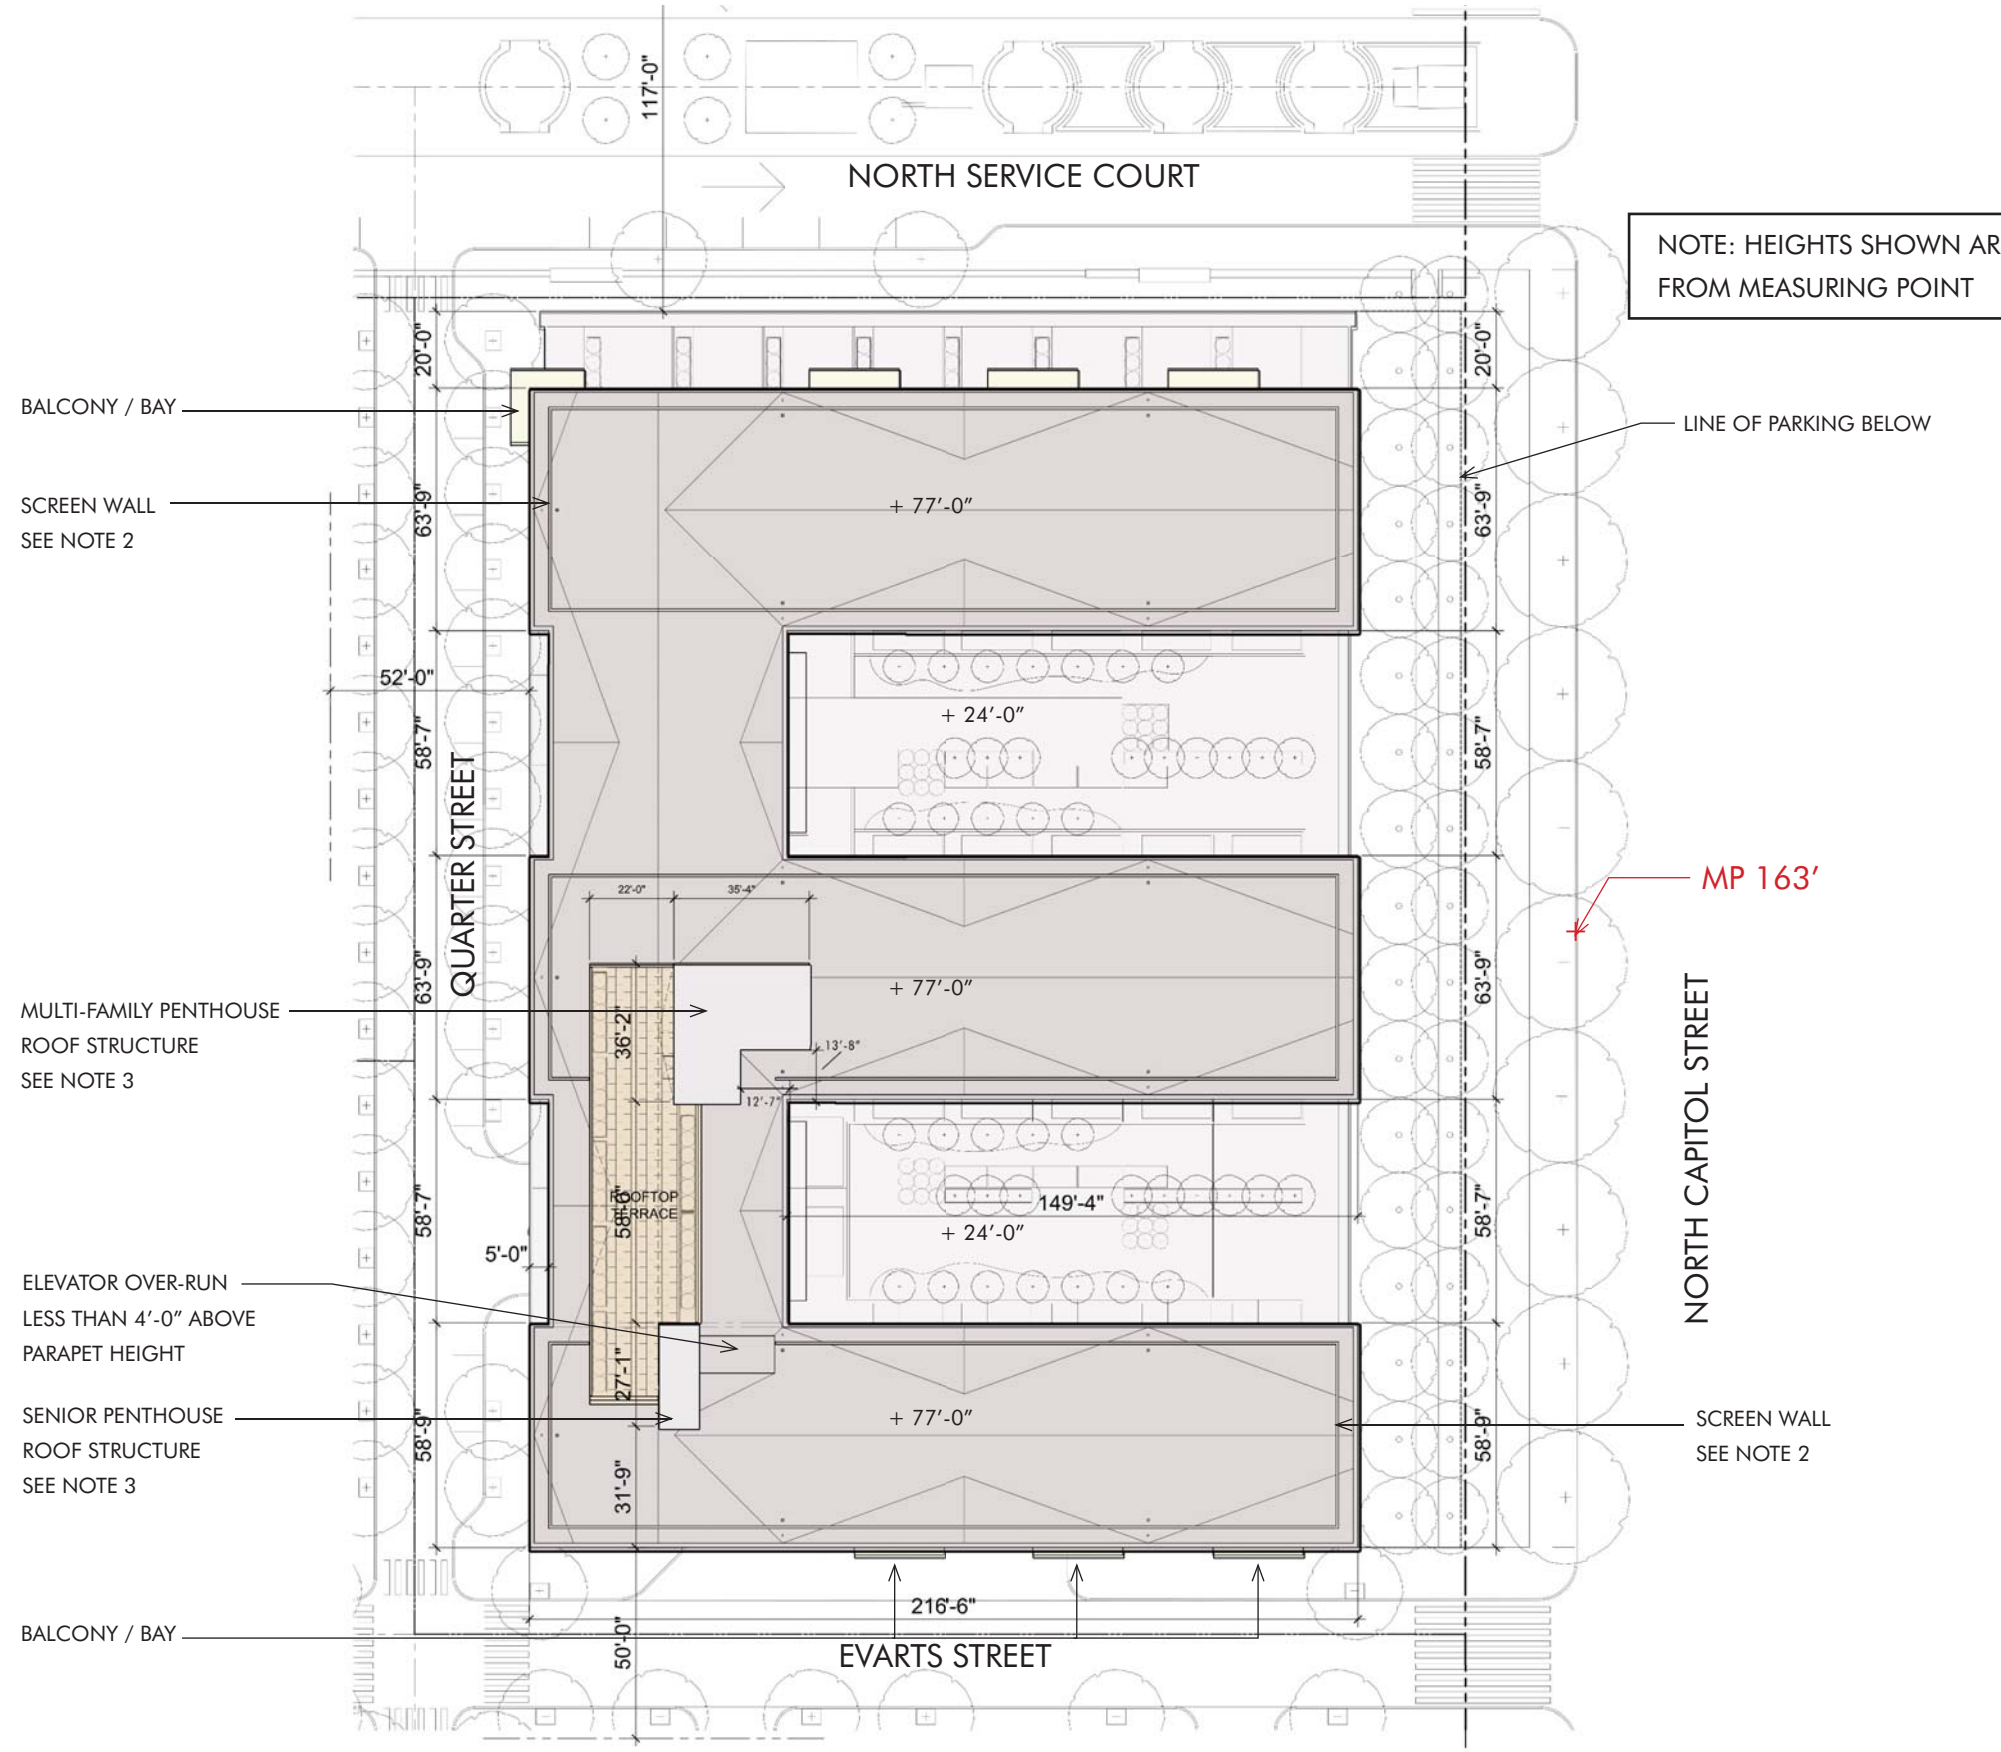 117'-0"
NORTH SERVICE COURT
NOTE: HEIGHTS SHOWN AR
FROM MEASURING POINT
20'-0"
20'-0"
BALCONY / BAY
LINE OF PARKING BELOW
SCREEN WALL
SEE NOTE 2
63'-9"
+ 77'-0"
63'-9"
52'-0"
+ 24'-0"
58'-7"
58'-7"
QUARTER STREET
22'-0"
35'-4"
MP 163'
63'-9"
+ 77'-0"
63'-9"
NORTH CAPITOL STREET
MULTI-FAMILY PENTHOUSE
ROOF STRUCTURE
SEE NOTE 3
36'-2"
13'-8"
12'-7"
ROOFTOP
TERRACE
58'-6"
58'-7"
149'-4"
58'-7"
+ 24'-0"
5'-0"
ELEVATOR OVER-RUN
LESS THAN 4'-0" ABOVE
PARAPET HEIGHT
27'-1"
SENIOR PENTHOUSE
ROOF STRUCTURE
SEE NOTE 3
58'-9"
+ 77'-0"
58'-9"
SCREEN WALL
SEE NOTE 2
31'-9"
216'-6"
BALCONY / BAY
50'-0"
EVARTS STREET